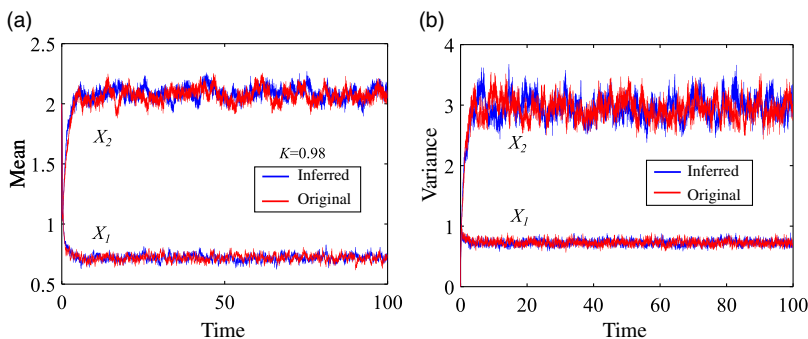 (a)
2.5
2
1.5
1
0.5
Mean
X2
K=0.98
Inferred
Original
X1
0
50
100
Time
(b)
4
3
2
1
0
Variance
X2
Inferred
Original
X1
0
20
40
60
80
100
Time